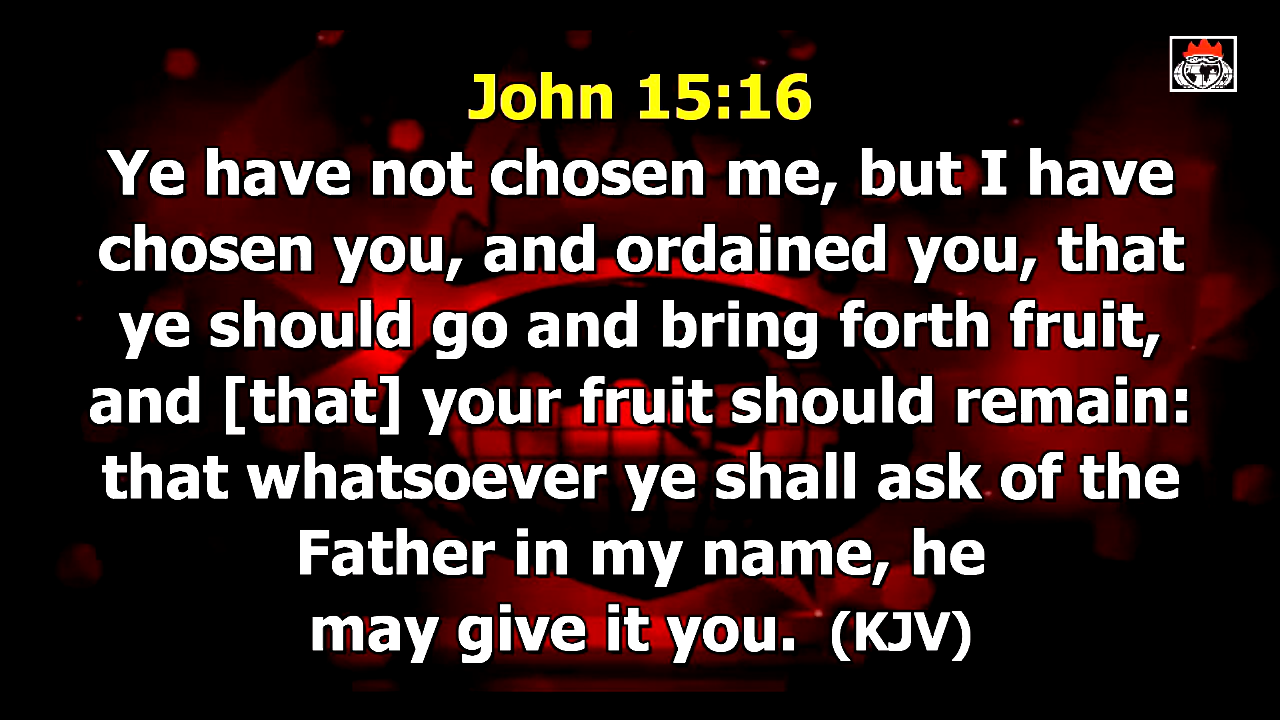 John 15:16
Ye have not chosen me, but I have
chosen you, and ordained you, that
ye should go and bring forth fruit,
and [that] your fruit should remain:
that whatsoever ye shall ask of the
Father in my name, he
may give it you.  (KJV)